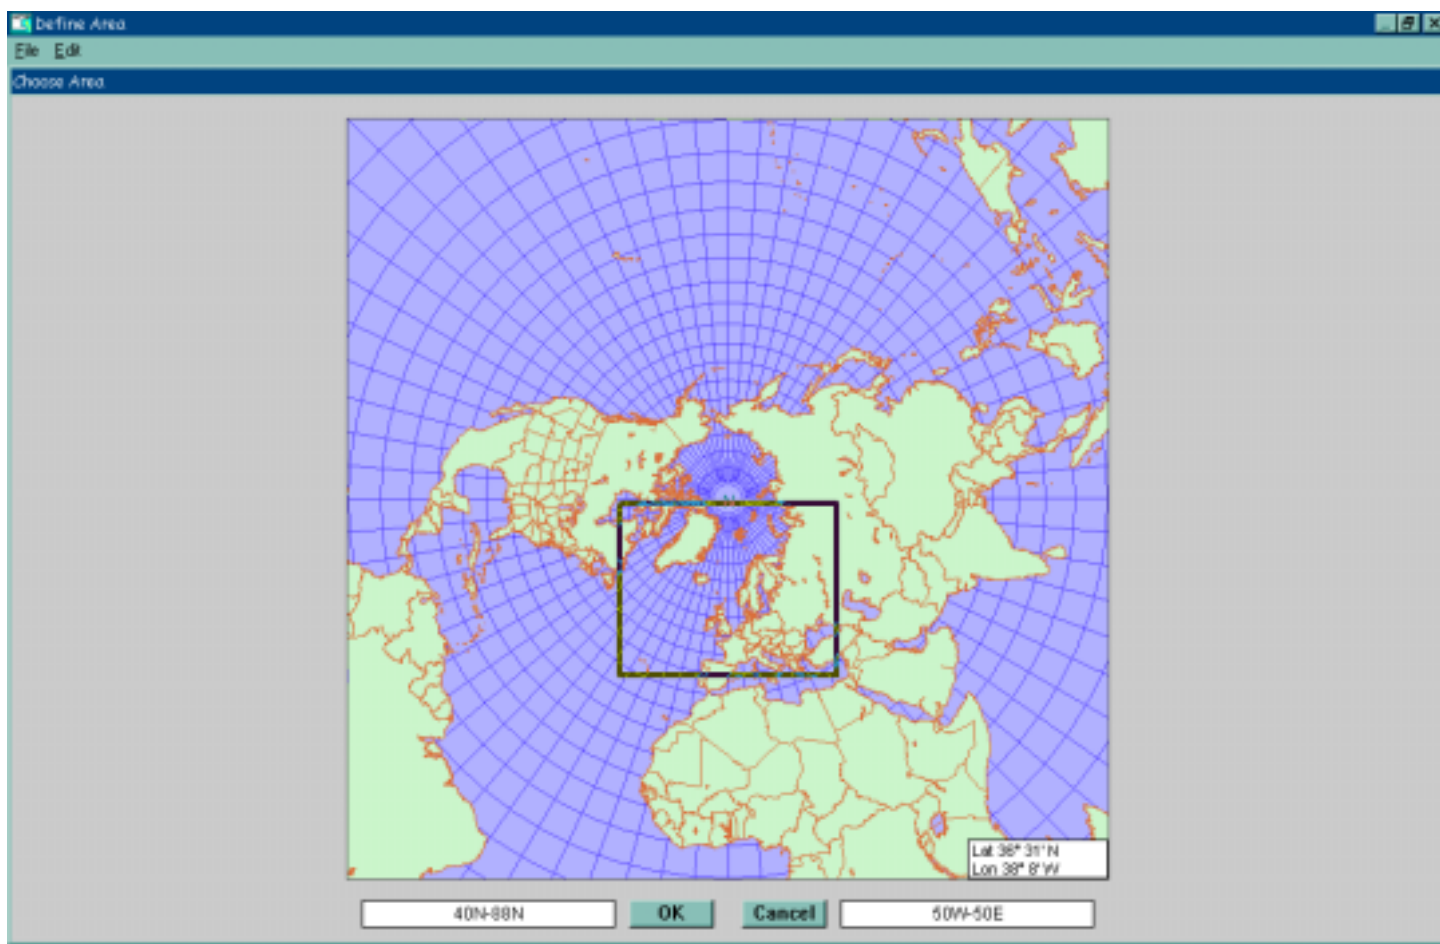 Define Area
File Edit
Choose Area
N
Lat 36° 31' N
Lon 38° 8' W
40N-88N
OK
Cancel
50W-50E